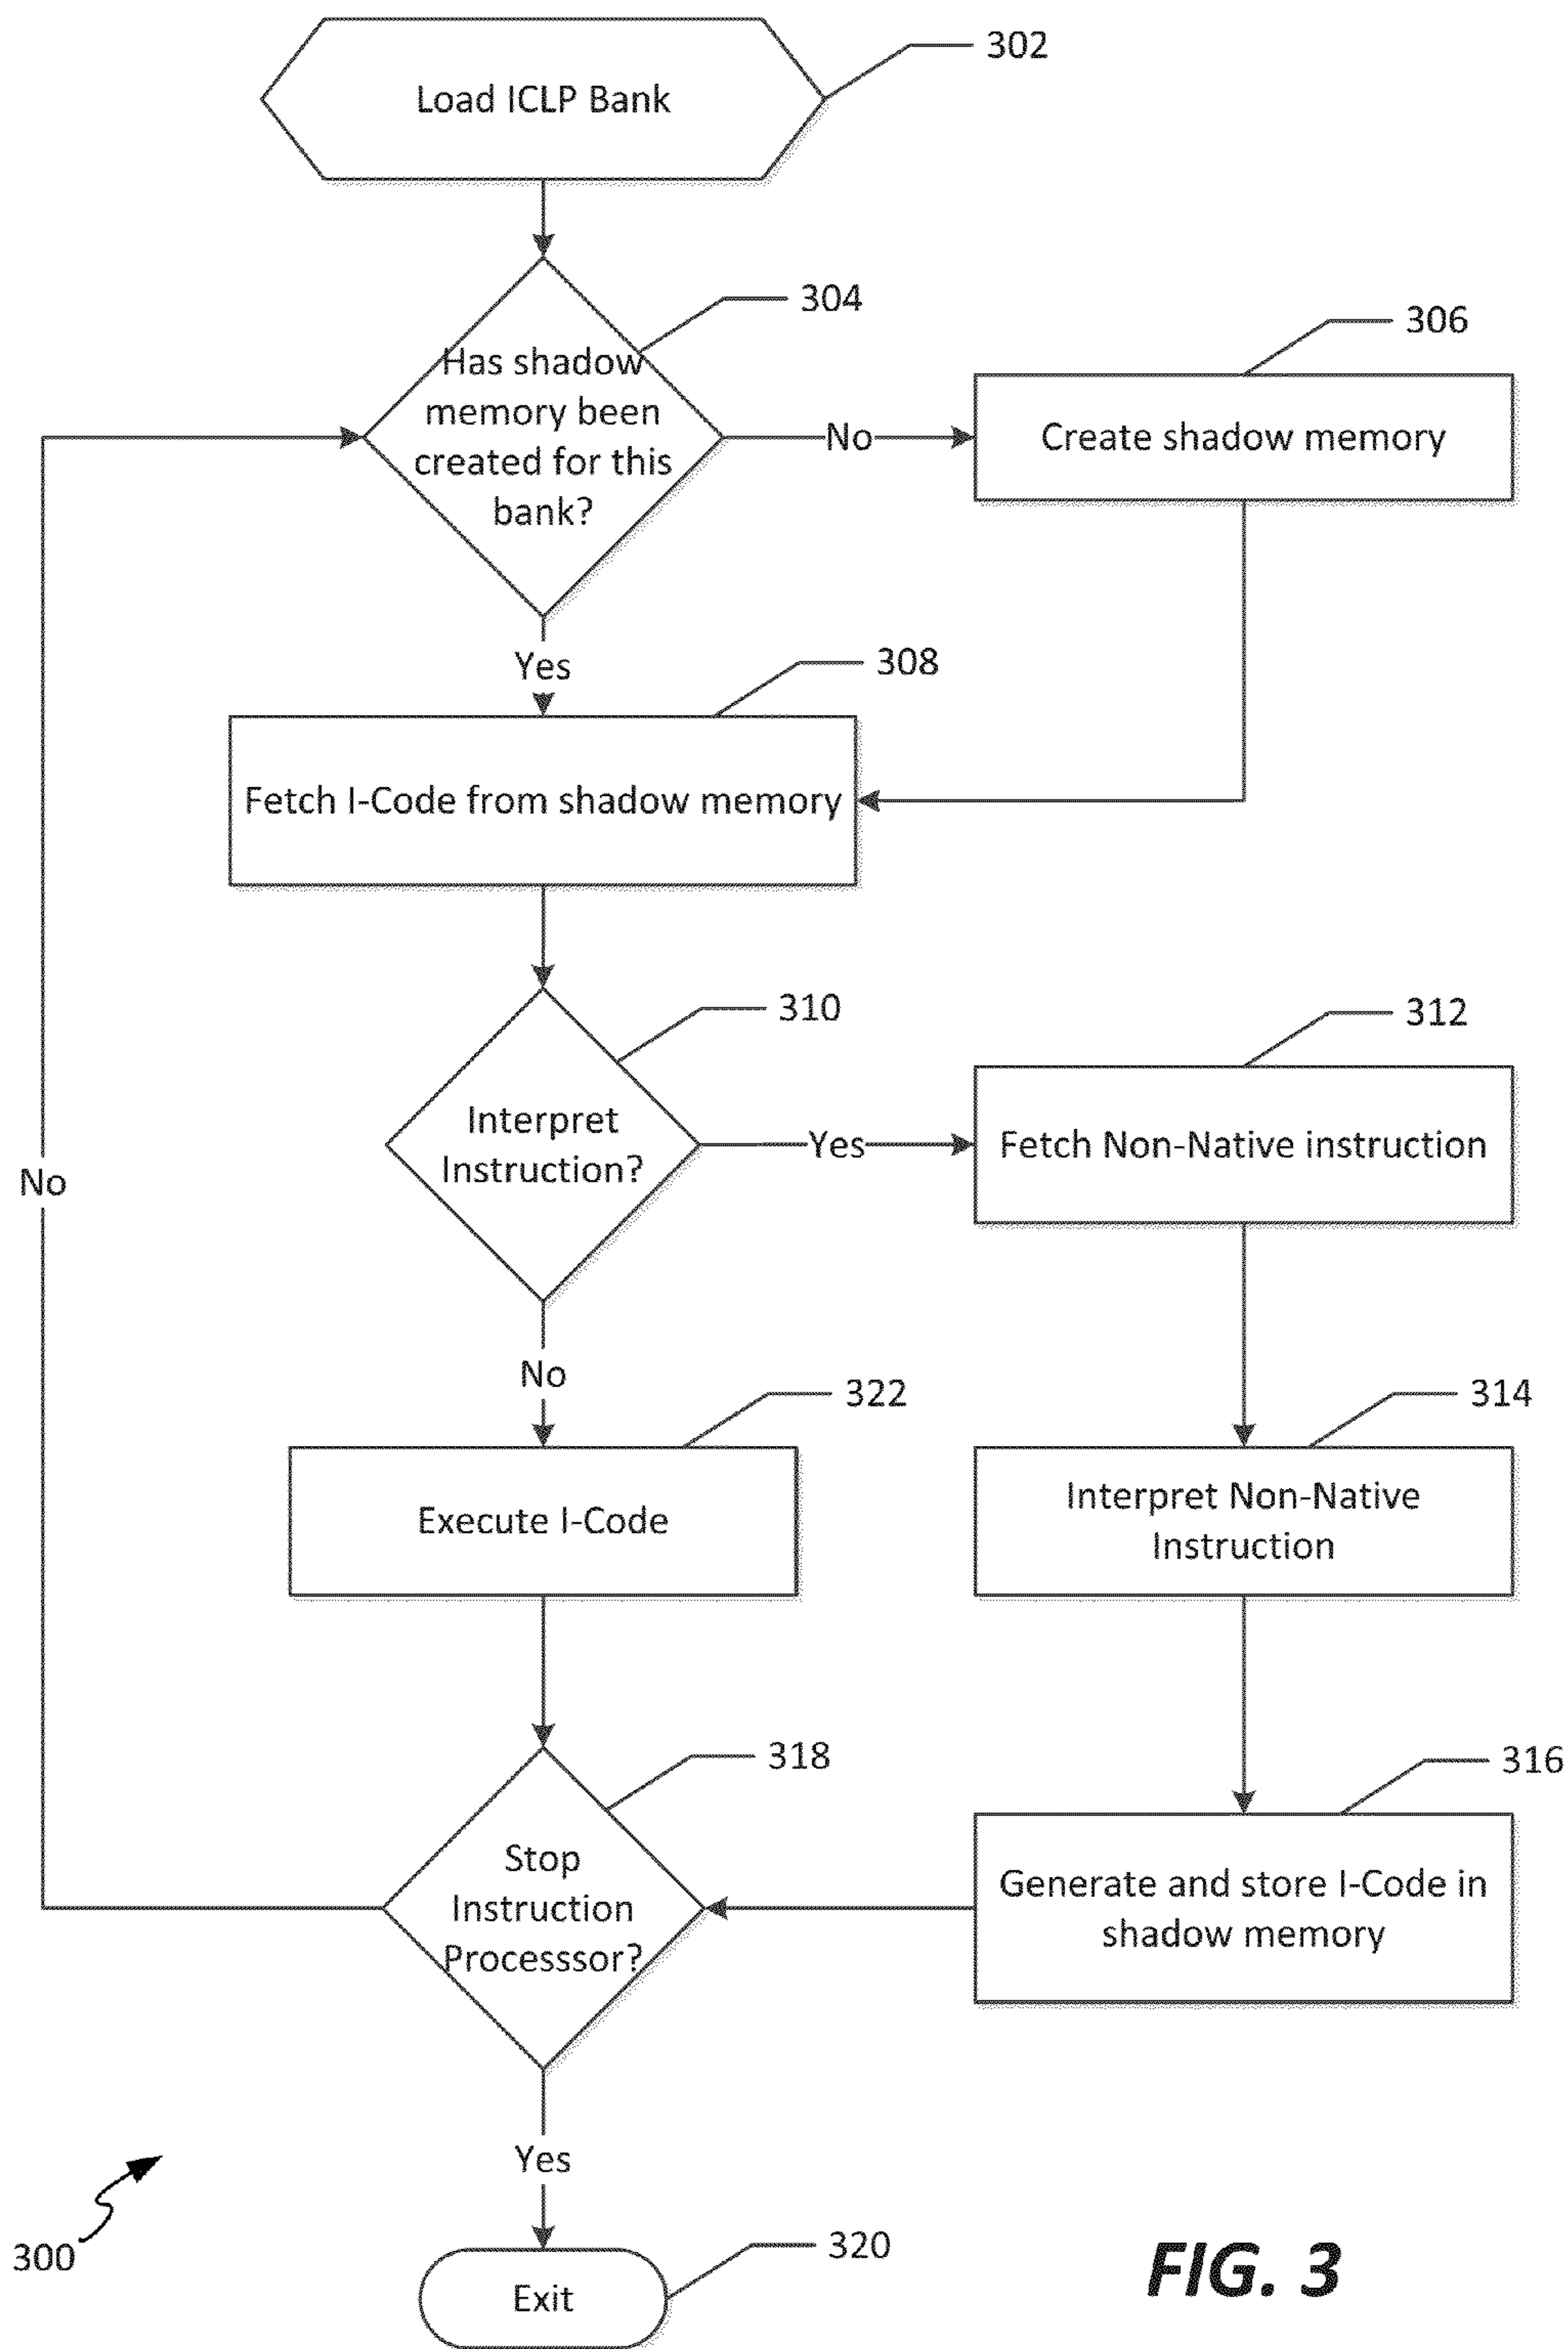 302
Load ICLP Bank
304
Has shadow
memory been
created for this
bank?
No
306
Create shadow memory
Yes
308
Fetch I-Code from shadow memory
310
Interpret
Instruction?
Yes
312
Fetch Non-Native instruction
No
No
322
Execute I-Code
314
Interpret Non-Native
Instruction
318
Stop
Instruction
Processsor?
316
Generate and store I-Code in
shadow memory
Yes
300
320
Exit
FIG. 3